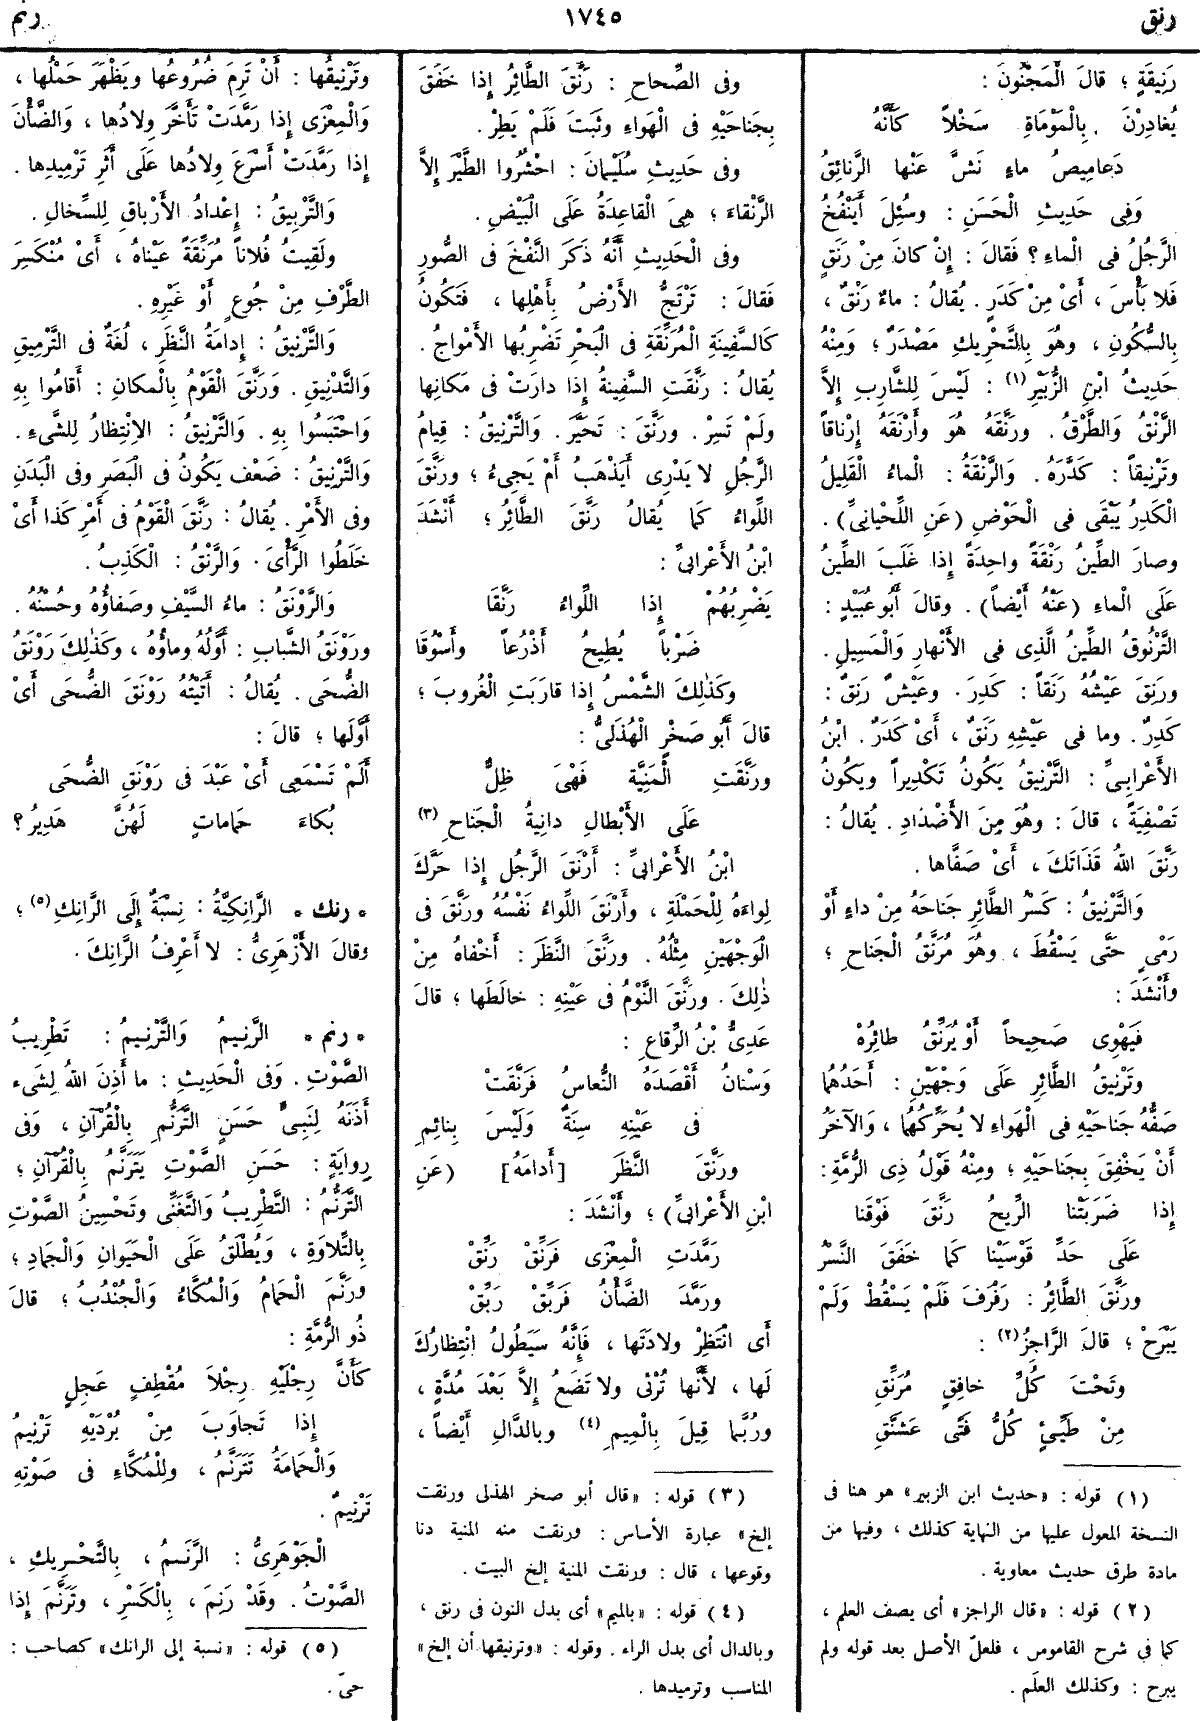 رنق
١٧٤٥
رنم
رَنِيقَةٍ ؛ قالَ الْمَجْنُونَ :
يُغادِرْنَ بِالْمَوْماةِ سَخْلاً كَأَنَّهُ
دَعامِيصُ ماءٍ نَشَّ عَنْها الرَّنائِقُ
وَفِى حَدِيثِ الْحَسَنِ : وسُئِلَ أَيَنْفُخُ
الرَّجُلُ فى الْماءِ ؟ فَقالَ : إِنْ كانَ مِنْ رَنَقٍ
فَلا بَأْسَ ، أَىْ مِنْ كَدَرٍ . يُقالُ : ماءٌ رَنْقٌ ،
بِالسُّكُونِ ، وهُوَ بِالتَّحْرِيكِ مَصْدَرٌ ؛ وَمِنْهُ
حَدِيثُ ابْنِ الزُّبَيْرِ (١) : لَيْسَ لِلشَّارِبِ إِلاَّ
الرَّنْقُ وَالطَّرْقُ . ورَنَّقَهُ هُوَ وأَرْنَقَهُ إِرْناقاً
وَتَرْنِيقاً : كَدَّرَهُ . وَالرَّنْقَةُ : الْماءُ الْقَلِيلُ
الْكَدِرُ يَبْقَى فى الْحَوْضِ (عَنِ اللِّحْيانِىِّ) .
وصارَ الطِّينُ رَنْقَةً واحِدَةً إِذا غَلَبَ الطِّينُ
عَلَى الْماءِ (عَنْهُ أَيْضاً) . وقالَ أَبُو عُبَيْدٍ :
التَّرْنُوقُ الطِّينُ الَّذِى فى الأَنْهارِ وَالْمَسِيلِ .
ورَنِقَ عَيْشُهُ رَنَقاً : كَدِرَ . وعَيْشٌ رَنِقٌ :
كَدِرٌ . وما فى عَيْشِهِ رَنَقٌ ، أَىْ كَدَرٌ . ابْنُ
الأَعْرابِىِّ : التَّرْنِيقُ يَكُونُ تَكْدِيراً ويَكُونُ
تَصْفِيَةً ، قالَ : وهُوَ مِنَ الأَضْدادِ . يُقالُ :
رَنَّقَ اللهُ قَذَاتَكَ ، أَىْ صَفَّاها .
وَالتَّرْنِيقُ : كَسْرُ الطَّائِرِ جَناحَهُ مِنْ داءٍ أَوْ
رَمْىٍ حَتَّى يَسْقُطَ ، وهُوَ مُرَنَّقُ الْجَناحِ ؛
وأَنْشَدَ :
فَيَهْوِى صَحِيحاً أَوْ يُرَنِّقُ طائِرُهْ
وتَرْنِيقُ الطَّائِرِ عَلَى وَجْهَيْنِ : أَحَدُهُما
صَفُّهُ جَناحَيْهِ فى الْهَواءِ لا يُحَرِّكُهُما ، وَالآخَرُ
أَنْ يَخْفِقَ بِجَناحَيْهِ ؛ ومِنْهُ قَوْلُ ذِى الرُّمَّةِ :
إِذا ضَرَبَتْنا الرِّيحُ رَنَّقَ فَوْقَنا
عَلَى حَدِّ قَوْسَيْنا كَما خَفَقَ النَّسْرُ
ورَنَّقَ الطَّائِرُ : رَفْرَفَ فَلَمْ يَسْقُطْ وَلَمْ
يَبْرَحْ ؛ قالَ الرَّاجِزُ (٢) :
وتَحْتَ كُلِّ خافِقٍ مُرَنِّقِ
مِنْ طَيِّىٍّ كُلُّ فَتًى عَشَنَّقِ
(١) قوله : «حديث ابن الزبير» هو هنا فى
النسخة المعول عليها من النهاية كذلك ، وفيها من
مادة طرق حديث معاوية .
(٢) قوله : «قال الراجز» أى يصف العلم ،
كما فى شرح القاموس ، فلعلّ الأصل بعد قوله ولم
يبرح : وكذلك العلَم .
وفى الصِّحاحِ : رَنَّقَ الطَّائِرُ إِذا خَفَقَ
بِجَناحَيْهِ فى الْهَواءِ وثَبَتَ فَلَمْ يَطِرْ .
وفى حَدِيثِ سُلَيْمانَ : احْشُرُوا الطَّيْرَ إِلاَّ
الرَّنْقاءَ ؛ هِىَ الْقاعِدَةُ عَلَى الْبَيْضِ .
وفى الْحَدِيثِ أَنَّهُ ذَكَرَ النَّفْخَ فى الصُّورِ
فَقالَ : تَرْتَجُّ الأَرْضُ بِأَهْلِها ، فَتَكُونُ
كَالسَّفِينَةِ الْمُرَنِّقَةِ فى الْبَحْرِ تَضْرِبُها الأَمْواجُ .
يُقالُ : رَنَّقَتِ السَّفِينةُ إِذا دارَتْ فى مَكانِها
ولَمْ تَسِرْ . ورَنَّقَ : تَحَيَّرَ . وَالتَّرْنِيقُ : قِيامُ
الرَّجُلِ لا يَدْرِى أَيَذْهَبُ أَمْ يَجِىءُ ؛ ورَنَّقَ
اللِّواءُ كَما يُقالُ رَنَّقَ الطَّائِرُ ؛ أَنْشَدَ
ابْنُ الأَعْرابِىِّ :
يَضْرِبُهُمْ إِذا اللِّواءُ رَنَّقَا
ضَرْباً يُطِيحُ أَذْرُعاً وأَسْوُقَا
وكَذٰلِكَ الشَّمْسُ إِذا قارَبَتِ الْغُروبَ ؛
قالَ أَبُو صَخْرٍ الْهُذَلِىُّ :
ورَنَّقَتِ الْمَنِيَّة فَهْىَ ظِلٌّ
عَلَى الأَبْطالِ دانِيةُ الْجَناحِ (٣)
ابْنُ الأَعْرابِىِّ : أَرْنَقَ الرَّجُلِ إِذا حَرَّكَ
لِواءَهُ لِلْحَمْلَةِ ، وأَرْنَقَ اللِّواءُ نَفْسُهُ ورَنَّقَ فى
الْوَجْهَيْنِ مِثْلُهُ . ورَنَّقَ النَّظَرَ : أَخْفاهُ مِنْ
ذٰلِكَ . ورَنَّقَ النَّوْمُ فى عَيْنِهِ : خالَطَها ؛ قالَ
عَدِىُّ بْنُ الرِّقاعِ :
وَسْنانُ أَقْصَدَهُ النُّعاسُ فَرَنَّقَتْ
فى عَيْنِهِ سِنَةٌ وَلَيْسَ بِنائِمِ
ورَنَّقَ النَّظَرَ [أَدامَهُ] (عَنِ
ابْنِ الأَعْرابِىِّ) ؛ وأَنْشَدَ :
رَمَّدَتِ الْمِعْزَى فَرَنِّقْ رَنِّقْ
ورَمَّدَ الضَّأْنُ فَرَبِّقْ رَبِّقْ
أَى انْتَظِرْ وِلادَتَها ، فَإِنَّهُ سَيَطُولُ انْتِظارُكَ
لَها ، لأَنَّها تُرْئى ولا تَضَعُ إِلاَّ بَعْدَ مُدَّةٍ ،
ورُبَّما قِيلَ بِالْمِيمِ (٤) وبالدَّالِ أَيْضاً ،
(٣) قوله : «قال أبو صخر الهذلى ورنقت
إلخ» عبارة الأساس : ورنقت منه المنية دنا
وقوعها ، قال : ورنقت المنية إلخ البيت .
(٤) قوله : «بالميم» أى بدل النون فى رنق ،
وبالدال أى بدل الراء . وقوله : «وترنيقها أن إلخ»
المناسب وترميدها .
وتَرْنِيقُها : أَنْ تَرِمَ ضُرُوعُها ويَظْهَرَ حَمْلُها ،
وَالْمِعْزَى إِذا رَمَّدَتْ تَأَخَّرَ وِلادُها ، وَالضَّأْنُ
إِذا رَمَّدَتْ أَسْرَعَ وِلادُها عَلَى أَثَرِ تَرْمِيدِها .
وَالتَّرْبِيقُ : إِعْدادُ الأَرْباقِ لِلسِّخالِ .
ولَقِيتُ فُلاناً مُرَنِّقَةً عَيْناهُ ، أَىْ مُنْكَسِرَ
الطَّرْفِ مِنْ جُوعٍ أَوْ غَيْرِهِ .
وَالتَّرْنِيقُ : إِدامَةُ النَّظَرِ ، لُغَةٌ فى التَّرْمِيقِ
وَالتَّدْنِيقِ . وَرَنَّقَ الْقَوْمُ بِالْمكانِ : أَقامُوا بِهِ
وَاحْتَبَسُوا بِهِ . وَالتَّرْنِيقُ : الاِنْتِظارُ لِلشَّىءِ .
وَالتَّرْنِيقُ : ضَعْف يَكُونُ فى الْبَصَرِ وفى الْبَدَنِ
وفى الأَمْرِ . يُقالُ : رَنَّقَ الْقَوْمُ فى أَمْرِ كَذا أَىْ
خَلَطُوا الرَّأْىَ . وَالرَّنْقُ : الْكَذِبُ .
وَالرَّوْنَقُ : ماءُ السَّيْفِ وصَفاؤُهُ وحُسْنُهُ .
ورَوْنَقُ الشَّبابِ : أَوَّلُهُ وماؤُهُ ، وكَذٰلِكَ رَوْنَقُ
الضُّحَى . يُقالُ : أَتَيْتُهُ رَوْنَقَ الضُّحَى أَىْ
أَوَّلَها ؛ قالَ :
أَلَمْ تَسْمَعِى أَىْ عَبْدَ فى رَوْنَقِ الضُّحَى
بُكاءَ حَماماتٍ لَهُنَّ هَدِيرُ ؟
• رنك • الرَّانِكِيَّةُ : نِسْبَةٌ إِلَى الرَّانِكِ (٥) ؛
وقالَ الأَزْهَرِىُّ : لا أَعْرِفُ الرَّانِكَ .
• رنم • الرَّنِيمُ وَالتَّرْنِيمُ : تَطْرِيبُ
الصَّوْتِ . وَفى الْحَدِيثِ : ما أَذِنَ اللهُ لِشَىء
أَذَنَهُ لِنَبِىٍّ حَسَنِ التَّرَنُّمِ بِالْقُرْآنِ ، وَفى
رِوايَةٍ : حَسَنِ الصَّوْتِ يَتَرَنَّمُ بِالْقُرْآنِ ؛
التَّرَنُّمُ : التَّطْرِيبُ وَالتَّغَنِّى وتَحْسِينُ الصَّوْتِ
بِالتِّلاوَةِ ، وَيُطْلَقُ عَلَى الْحَيَوانِ وَالْجَمادِ ؛
ورَنَّمَ الْحَمامُ وَالْمُكَّاءُ وَالْجُنْدُبُ ؛ قالَ
ذُو الرُّمَّةِ :
كَأَنَّ رِجْلَيْهِ رِجْلاَ مُقْطِفٍ عَجِلٍ
إِذا تَجاوَبَ مِنْ بُرْدَيْهِ تَرْنِيمُ
وَالْحَمامَةُ تَتَرَنَّمُ ، ولِلْمُكَّاءِ فى صَوْتِهِ
تَرْنِيمٌ .
الْجَوْهَرِىُّ : الرَّنَمُ ، بِالتَّحْرِيكِ ،
الصَّوْتُ . وَقَدْ رَنِمَ ، بِالْكَسْرِ ، وتَرَنَّمَ إِذا
(٥) قوله : «نسبة إلى الرانك» كصاحب :
حىّ .